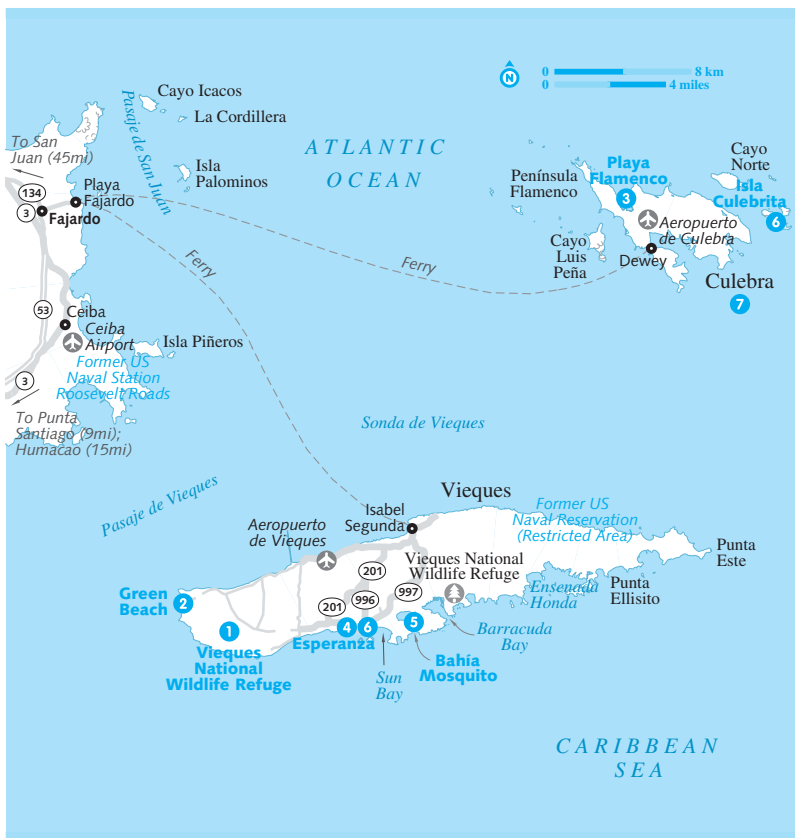 Cayo Icacos
La Cordillera
Pasaje de San Juan
N
0 8 km
0 4 miles
ATLANTIC
OCEAN
To San
Juan (45mi)
Isla
Palominos
134
3
Playa
Fajardo
Fajardo
Península
Flamenco
Playa
Flamenco
3
Cayo
Norte
Isla
Culebrita
6
Aeropuerto
de Culebra
Cayo
Luis
Peña
Dewey
Culebra
7
Ferry
Ferry
53
Ceiba
Ceiba
Airport
Isla Piñeros
Former US
Naval Station
Roosevelt Roads
3
To Punta
Santiago (9mi);
Humacao (15mi)
Sonda de Vieques
Pasaje de Vieques
Vieques
Isabel
Segunda
Aeropuerto
de Vieques
Former US
Naval Reservation
(Restricted Area)
Punta
Este
Vieques National
Wildlife Refuge
201
997
996
201
Ensenada
Honda
Punta
Ellisito
Green
Beach
2
1
Vieques
National
Wildlife Refuge
4
6
5
Esperanza
Barracuda
Bay
Bahía
Mosquito
Sun
Bay
CARIBBEAN
SEA